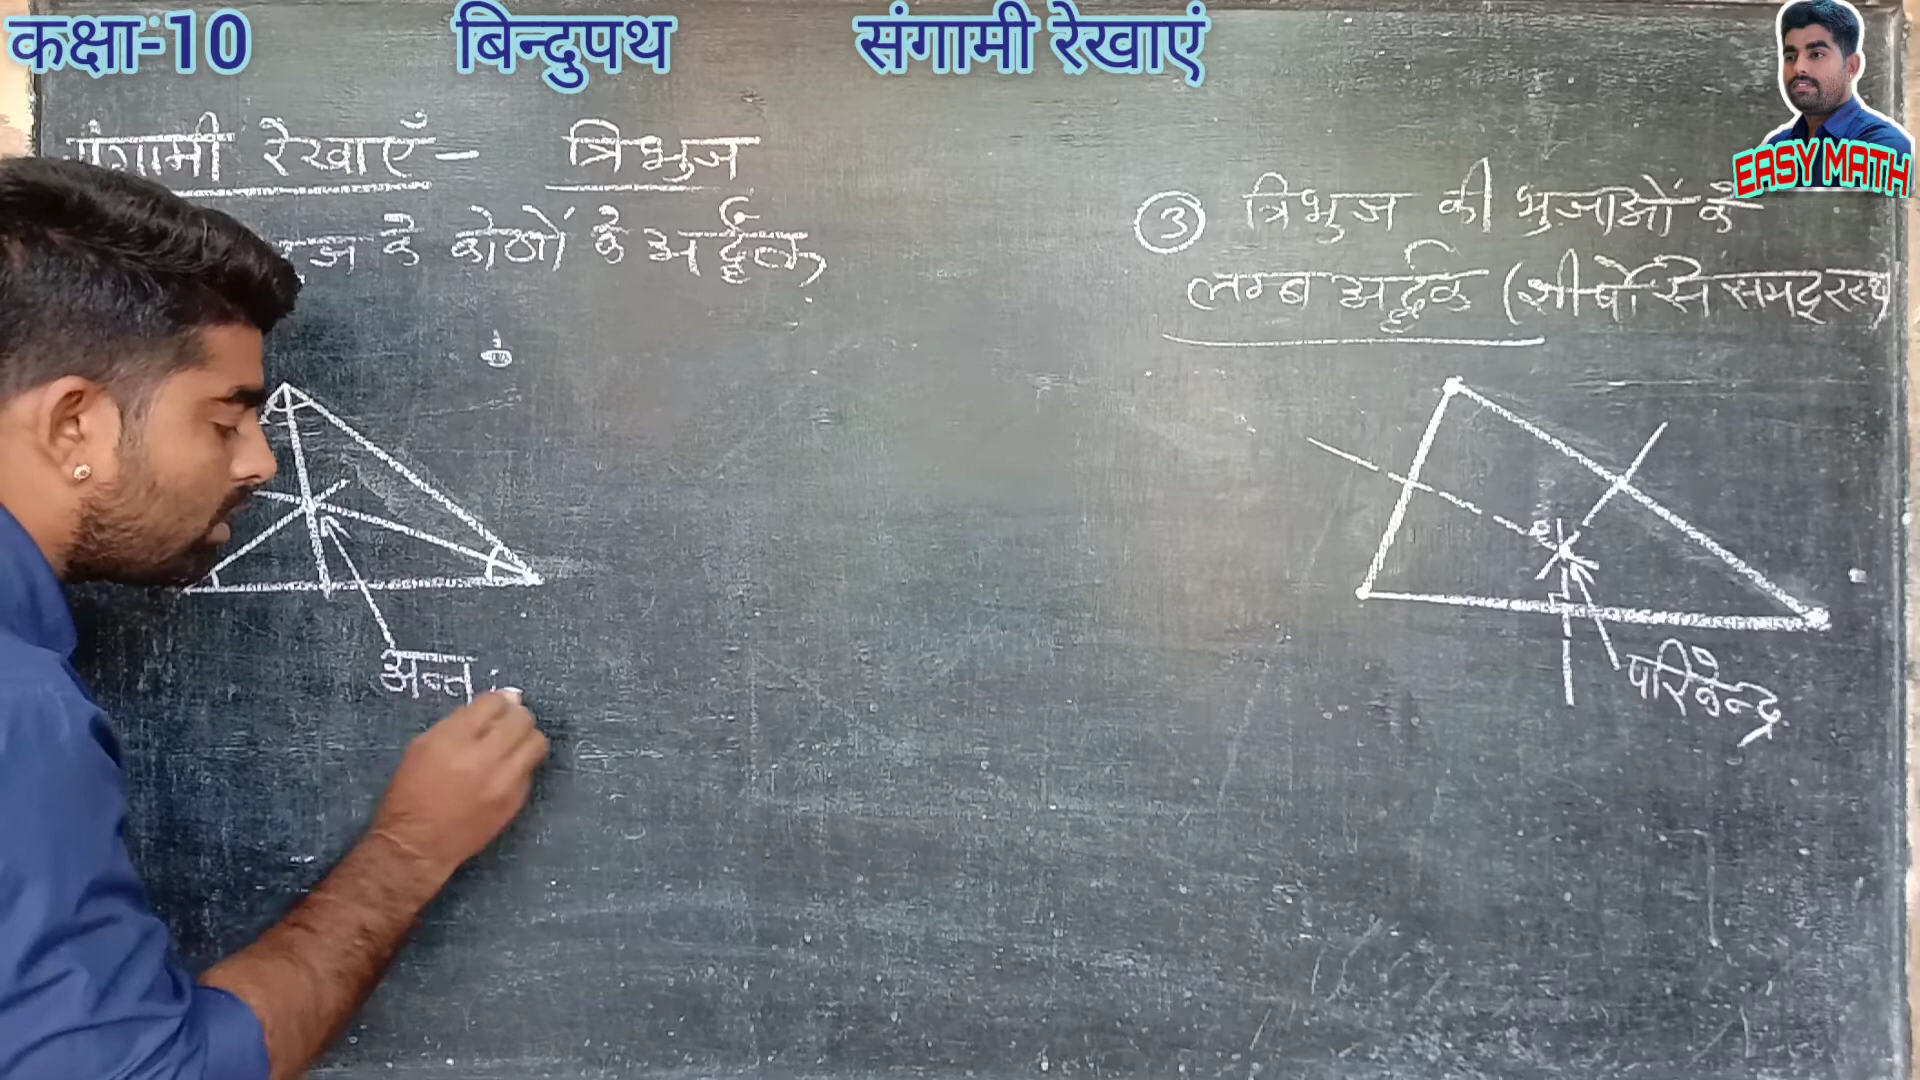 कक्षा-10 बिन्दुपथ संगामी रेखाएं
EASY MATH
संगामी रेखाएँ - त्रिभुज
के कोणों के अर्द्धक,
अन्त
③ त्रिभुज की भुजाओं के
लम्ब अर्द्धक (शीर्षो से समदूरस्थ)
परिकेन्द्र